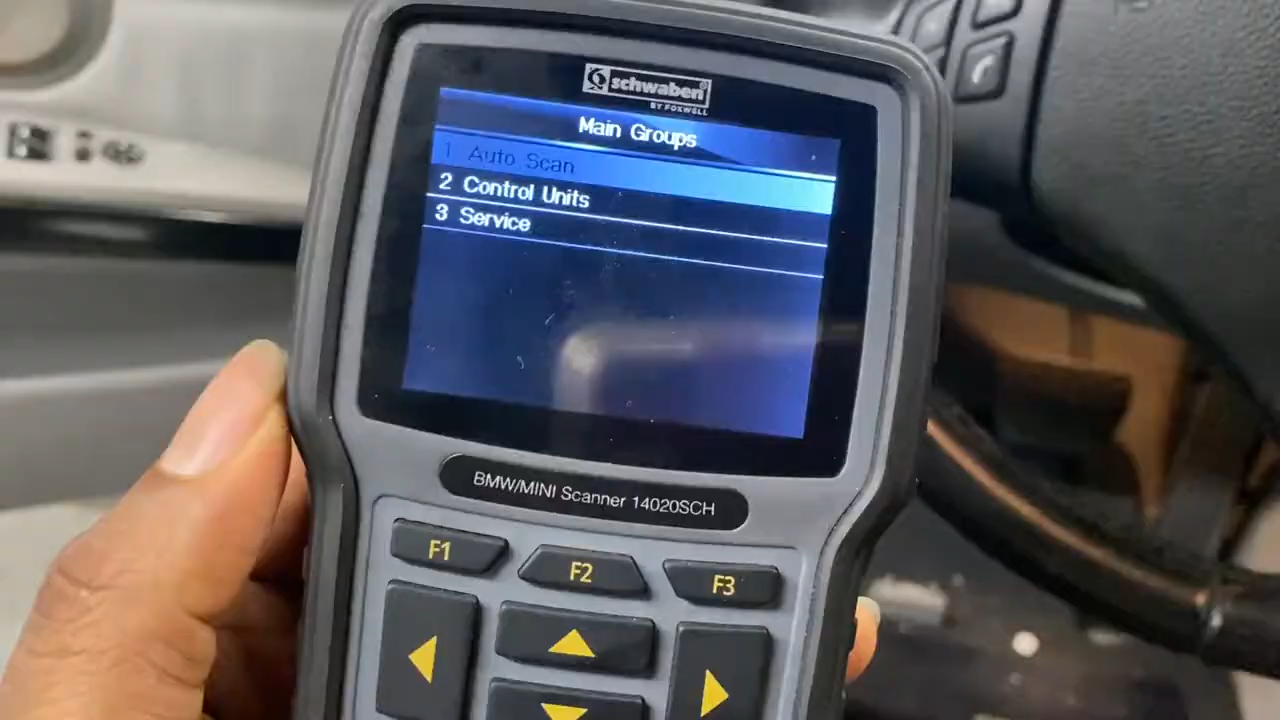 schwaben®
BY FOXWELL
Main Groups
1 Auto Scan
2 Control Units
3 Service
BMW/MINI Scanner 14020SCH
F1
F2
F3